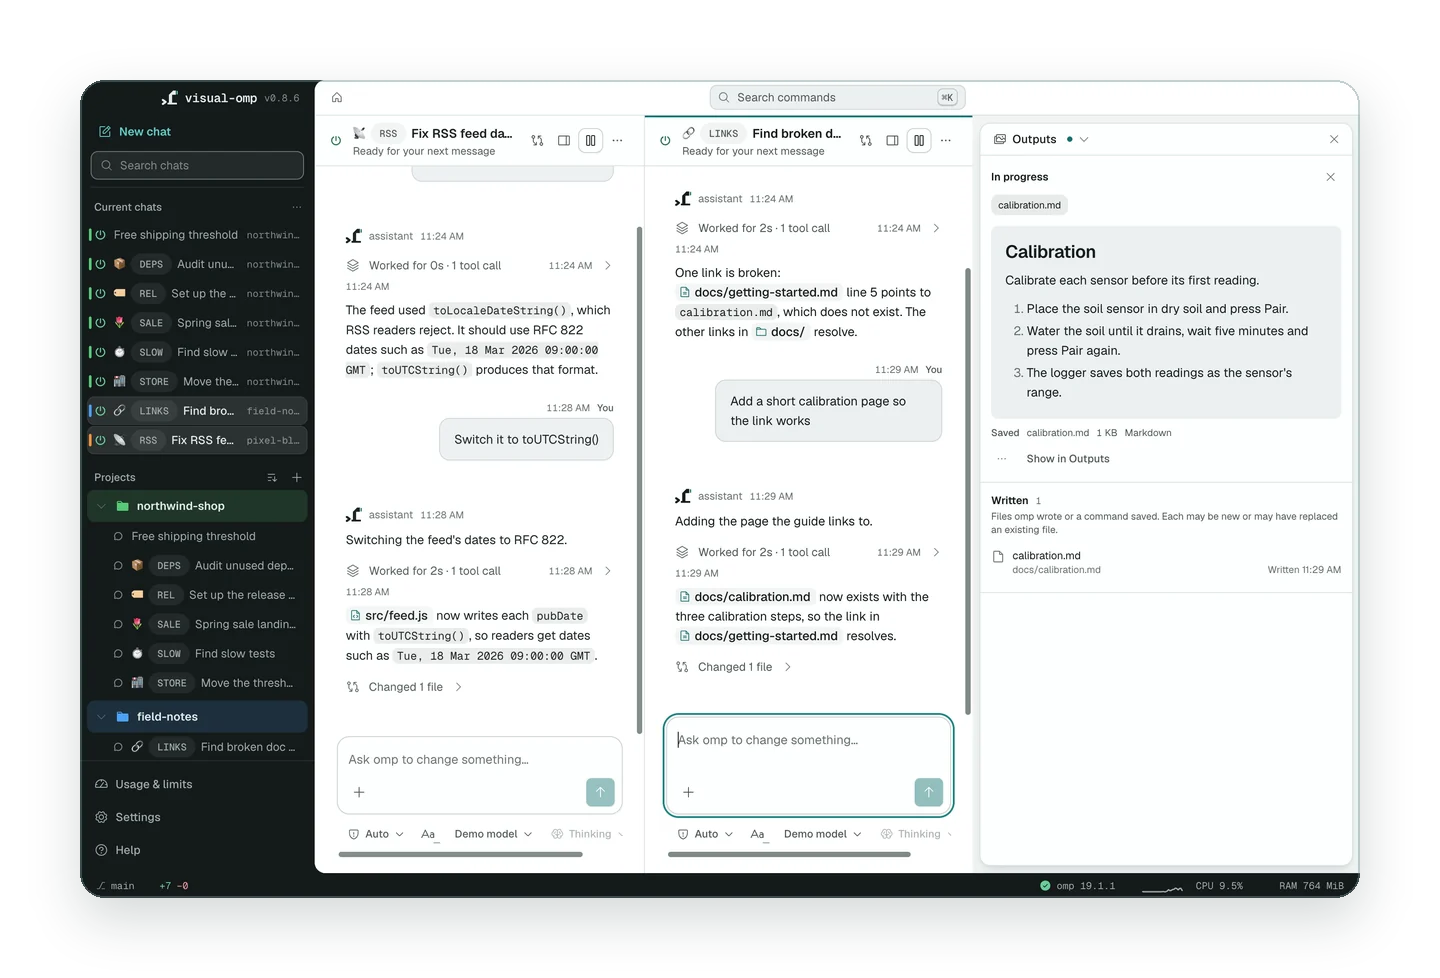 visual-omp v0.8.6
New chat
Search chats
Current chats
Free shipping threshold northwin...
DEPS Audit unu... northwin...
REL Set up the ... northwin...
SALE Spring sal... northwin...
SLOW Find slow ... northwin...
STORE Move the... northwin...
LINKS Find bro... field-no...
RSS Fix RSS fe... pixel-bl...
Projects
northwind-shop
Free shipping threshold
DEPS Audit unused dep...
REL Set up the release ...
SALE Spring sale landin...
SLOW Find slow tests
STORE Move the thresh...
field-notes
LINKS Find broken doc ...
Usage & limits
Settings
Help
Search commands ⌘K
RSS Fix RSS feed da...
Ready for your next message
assistant 11:24 AM
Worked for 0s · 1 tool call 11:24 AM
11:24 AM
The feed used toLocaleDateString(), which
RSS readers reject. It should use RFC 822
dates such as Tue, 18 Mar 2026 09:00:00
GMT; toUTCString() produces that format.
11:28 AM You
Switch it to toUTCString()
assistant 11:28 AM
Switching the feed's dates to RFC 822.
Worked for 2s · 1 tool call 11:28 AM
11:28 AM
src/feed.js now writes each pubDate
with toUTCString(), so readers get dates
such as Tue, 18 Mar 2026 09:00:00 GMT.
Changed 1 file
Ask omp to change something...
Auto Aa_ Demo model Thinking
LINKS Find broken d...
Ready for your next message
assistant 11:24 AM
Worked for 2s · 1 tool call 11:24 AM
11:24 AM
One link is broken:
docs/getting-started.md line 5 points to
calibration.md, which does not exist. The
other links in docs/ resolve.
11:29 AM You
Add a short calibration page so
the link works
assistant 11:29 AM
Adding the page the guide links to.
Worked for 2s · 1 tool call 11:29 AM
11:29 AM
docs/calibration.md now exists with the
three calibration steps, so the link in
docs/getting-started.md resolves.
Changed 1 file
Ask omp to change something...
Auto Aa_ Demo model Thinking
Outputs
In progress
calibration.md
Calibration
Calibrate each sensor before its first reading.
1. Place the soil sensor in dry soil and press Pair.
2. Water the soil until it drains, wait five minutes and
press Pair again.
3. The logger saves both readings as the sensor's
range.
Saved calibration.md 1 KB Markdown
... Show in Outputs
Written 1
Files omp wrote or a command saved. Each may be new or may have replaced
an existing file.
calibration.md
docs/calibration.md Written 11:29 AM
main +7 −0
omp 19.1.1 CPU 9.5% RAM 764 MiB